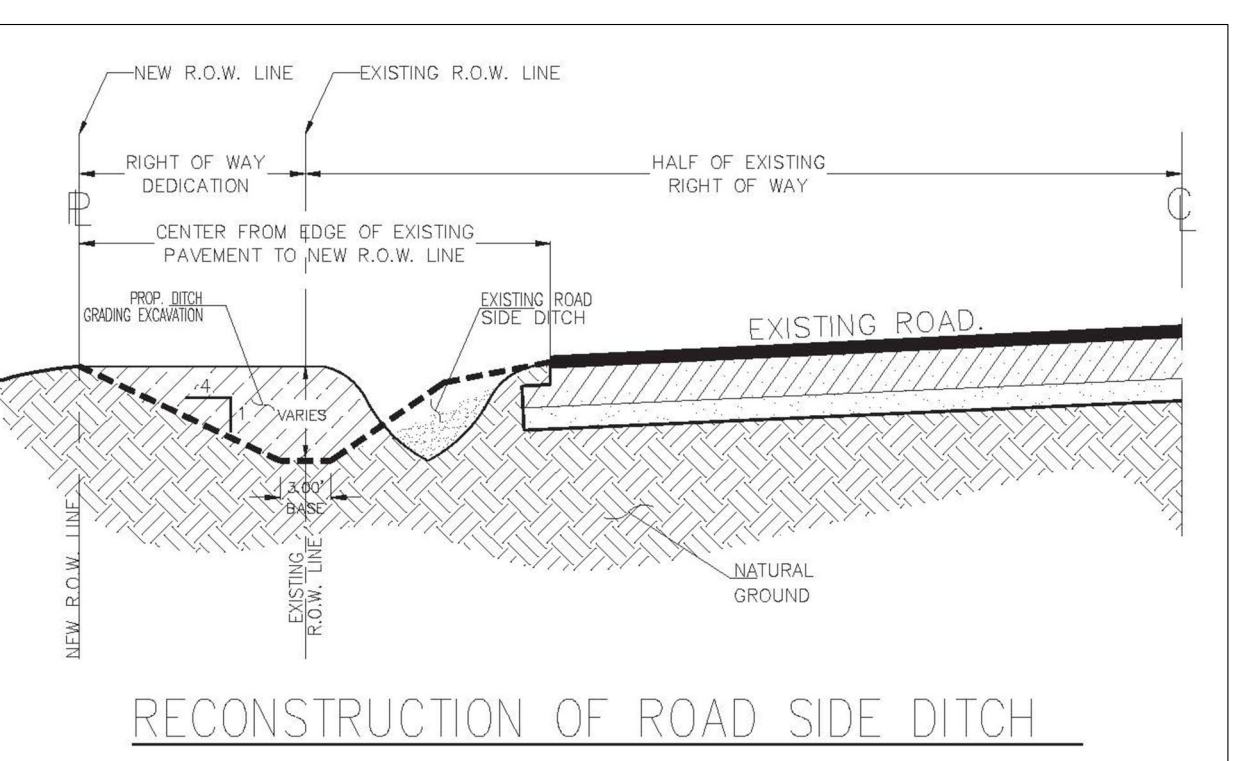 NEW R.O.W. LINE
EXISTING R.O.W. LINE
RIGHT OF WAY
DEDICATION
HALF OF EXISTING
RIGHT OF WAY
PL
CL
CENTER FROM EDGE OF EXISTING
PAVEMENT TO NEW R.O.W. LINE
PROP. DITCH
GRADING EXCAVATION
EXISTING ROAD
SIDE DITCH
EXISTING ROAD.
4
1
VARIES
3.00'
BASE
NEW R.O.W. LINE
EXISTING
R.O.W. LINE
NATURAL
GROUND
RECONSTRUCTION OF ROAD SIDE DITCH